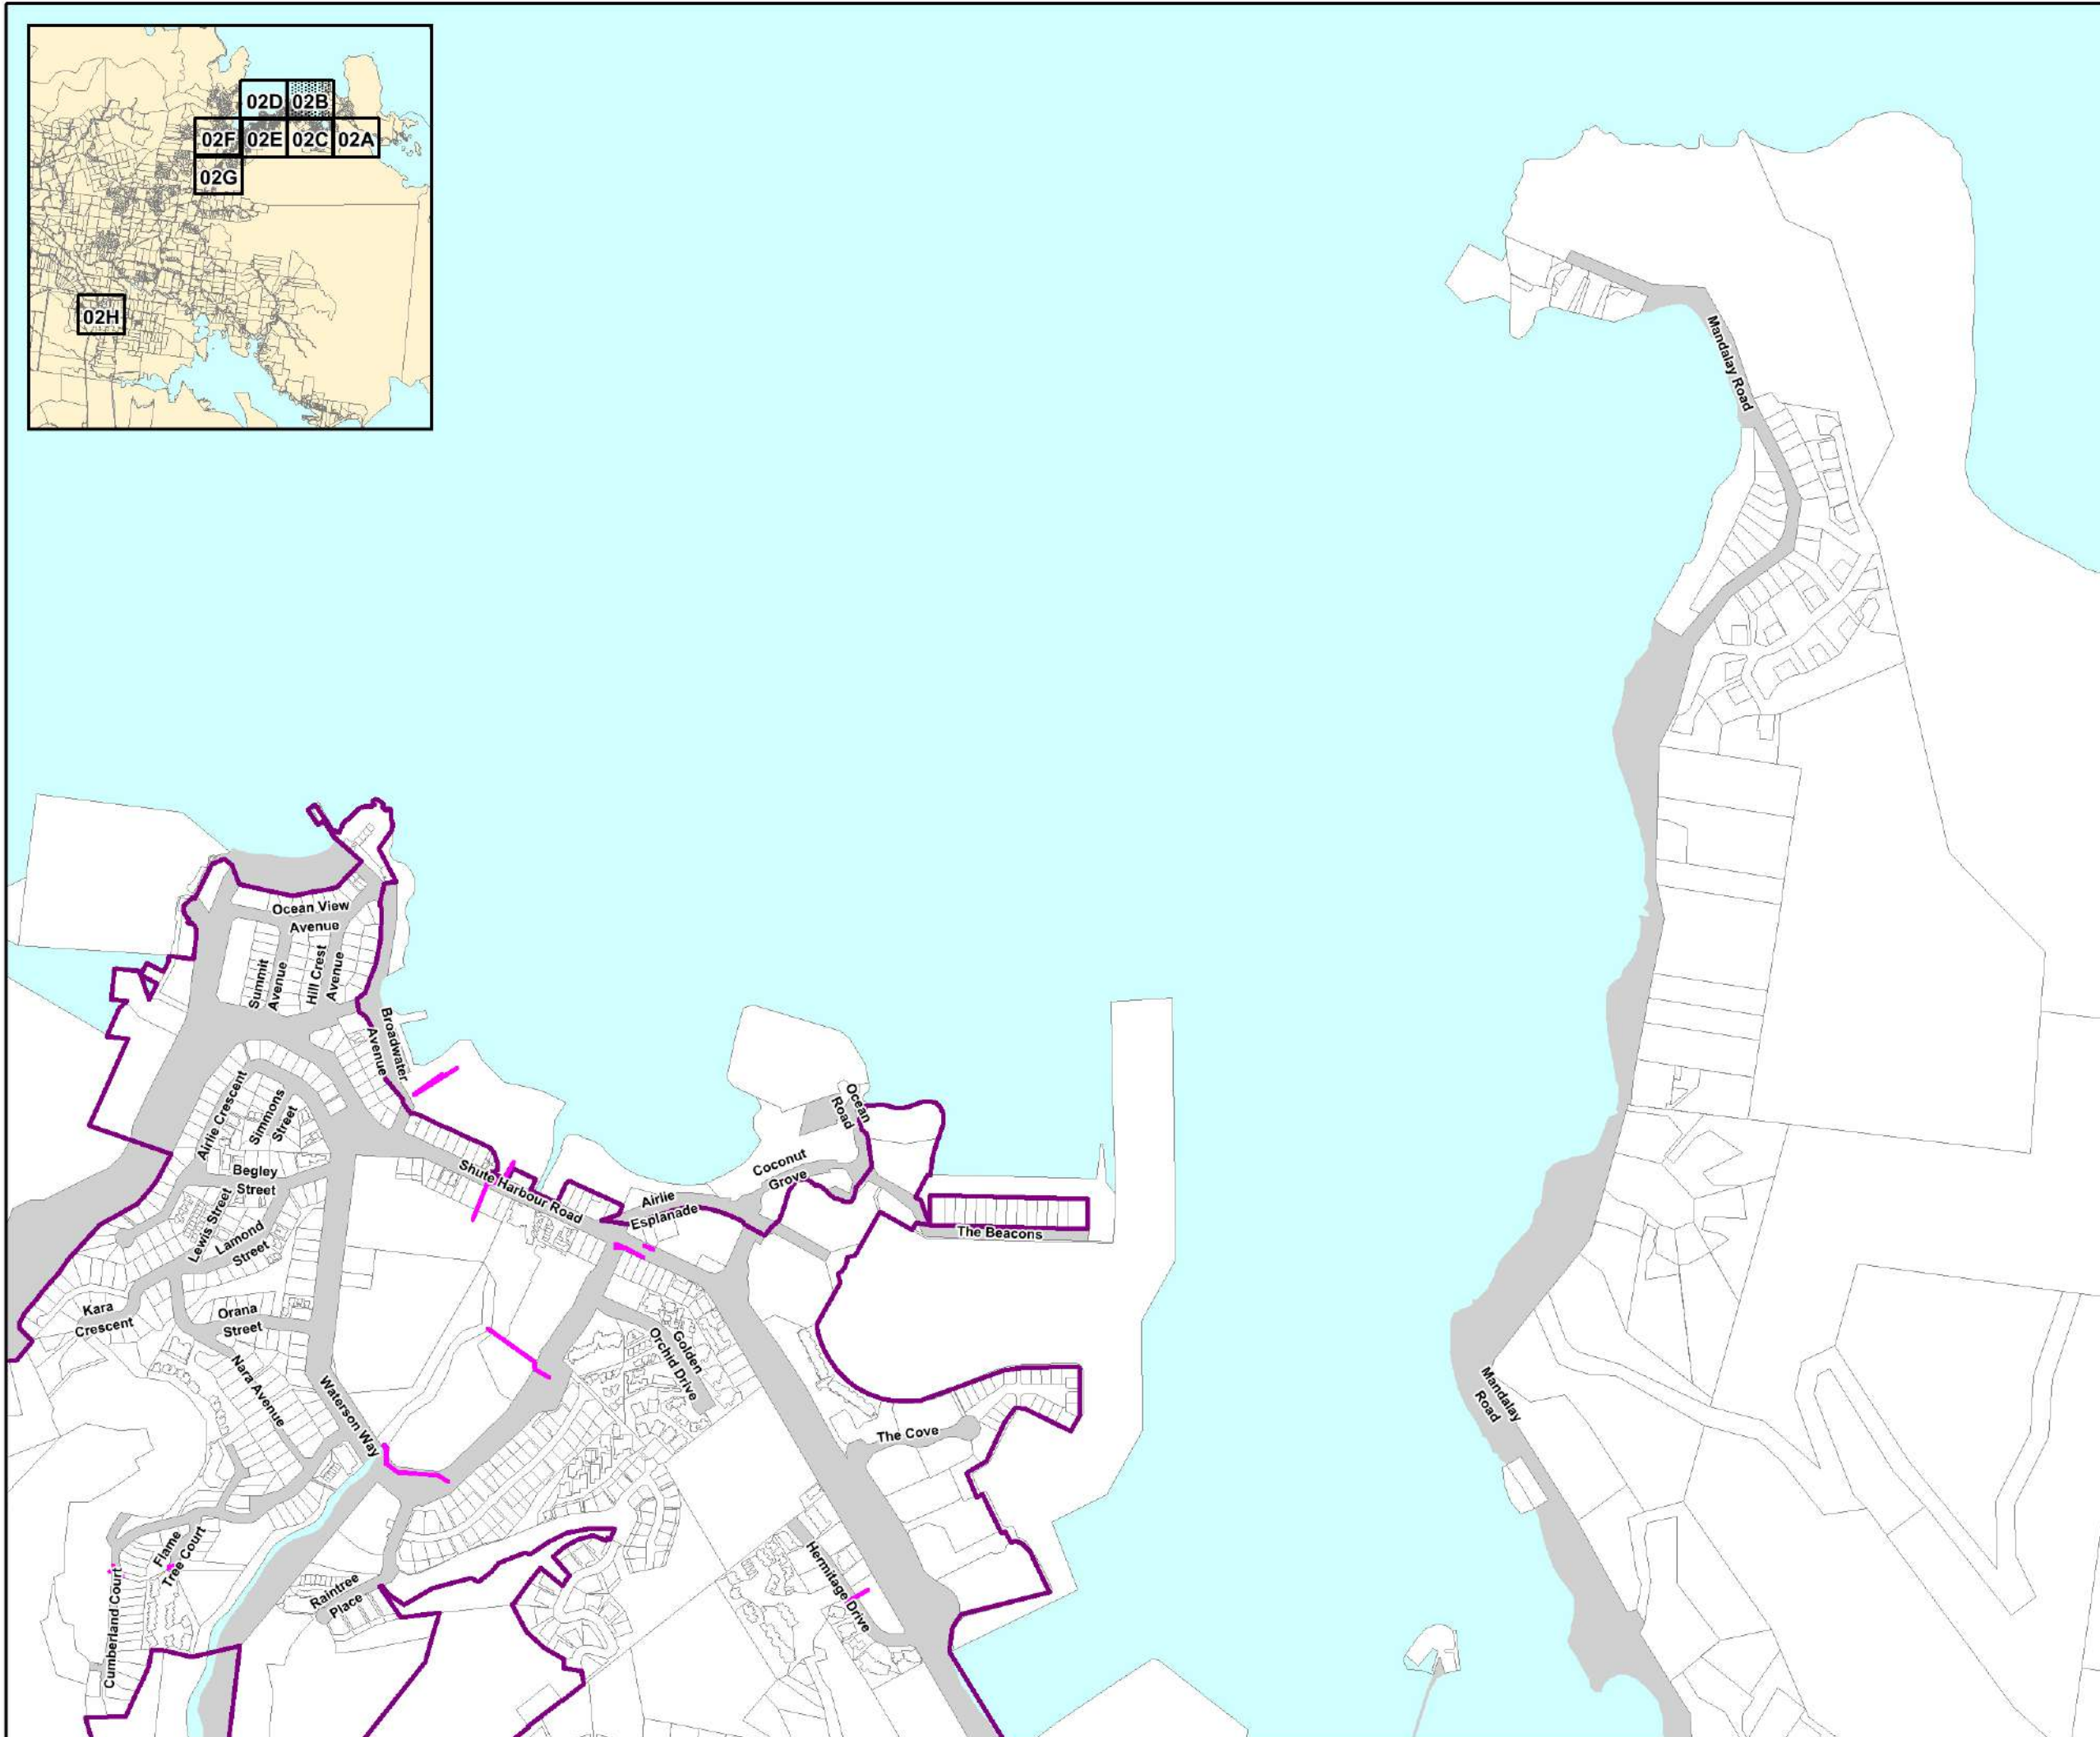 02D 02B
02F 02E 02C 02A
02G
02H
Mandalay Road
Ocean View
Avenue
Summit
Avenue
Hill Crest
Avenue
Broadwater
Avenue
Airlie Crescent
Simmons
Street
Begley
Street
Lewis Street
Lamond
Street
Kara
Crescent
Orana
Street
Nara Avenue
Waterson Way
Shute Harbour Road
Airlie
Esplanade
Coconut
Grove
Ocean
Road
The Beacons
Golden
Orchid Drive
The Cove
Mandalay
Road
Flame
Tree Court
Cumberland Court
Raintree
Place
Hermitage Drive